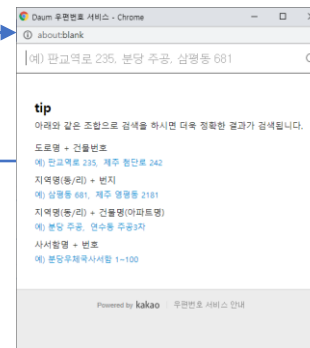 Daum 우편번호 서비스 - Chrome
about:blank
예) 판교역로 235, 분당 주공, 삼평동 681
tip
아래와 같은 조합으로 검색을 하시면 더욱 정확한 결과가 검색됩니다.
도로명 + 건물번호
예) 판교역로 235, 제주 첨단로 242
지역명(동/리) + 번지
예) 삼평동 681, 제주 영평동 2181
지역명(동/리) + 건물명(아파트명)
예) 분당 주공, 연수동 주공3차
사서함명 + 번호
예) 분당우체국사서함 1~100
Powered by kakao 우편번호 서비스 안내